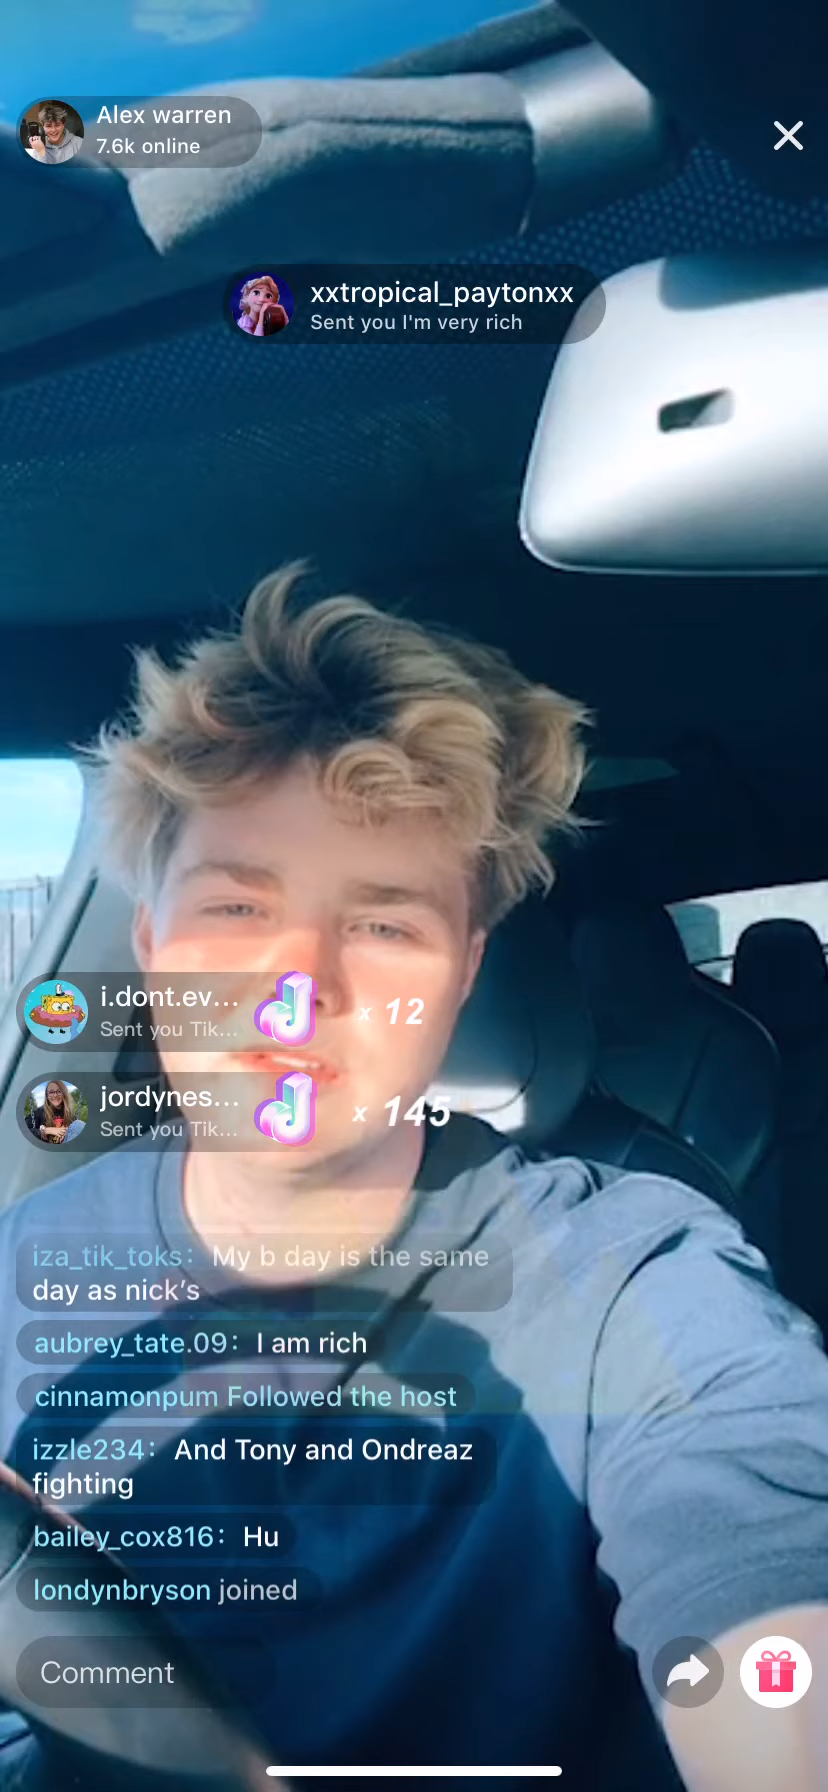 Alex warren
7.6k online
xxtropical_paytonxx
Sent you I'm very rich
i.dont.ev...
Sent you Tik...
x 12
jordynes...
Sent you Tik...
x 145
iza_tik_toks: My b day is the same
day as nick's
aubrey_tate.09: I am rich
cinnamonpum Followed the host
izzle234: And Tony and Ondreaz
fighting
bailey_cox816: Hu
londynbryson joined
Comment